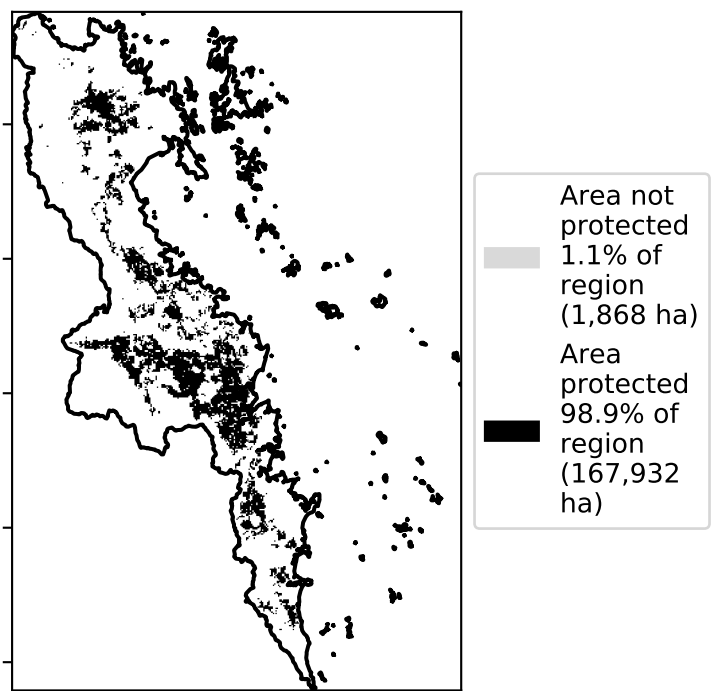 Area not
protected
1.1% of
region
(1,868 ha)
Area
protected
98.9% of
region
(167,932
ha)